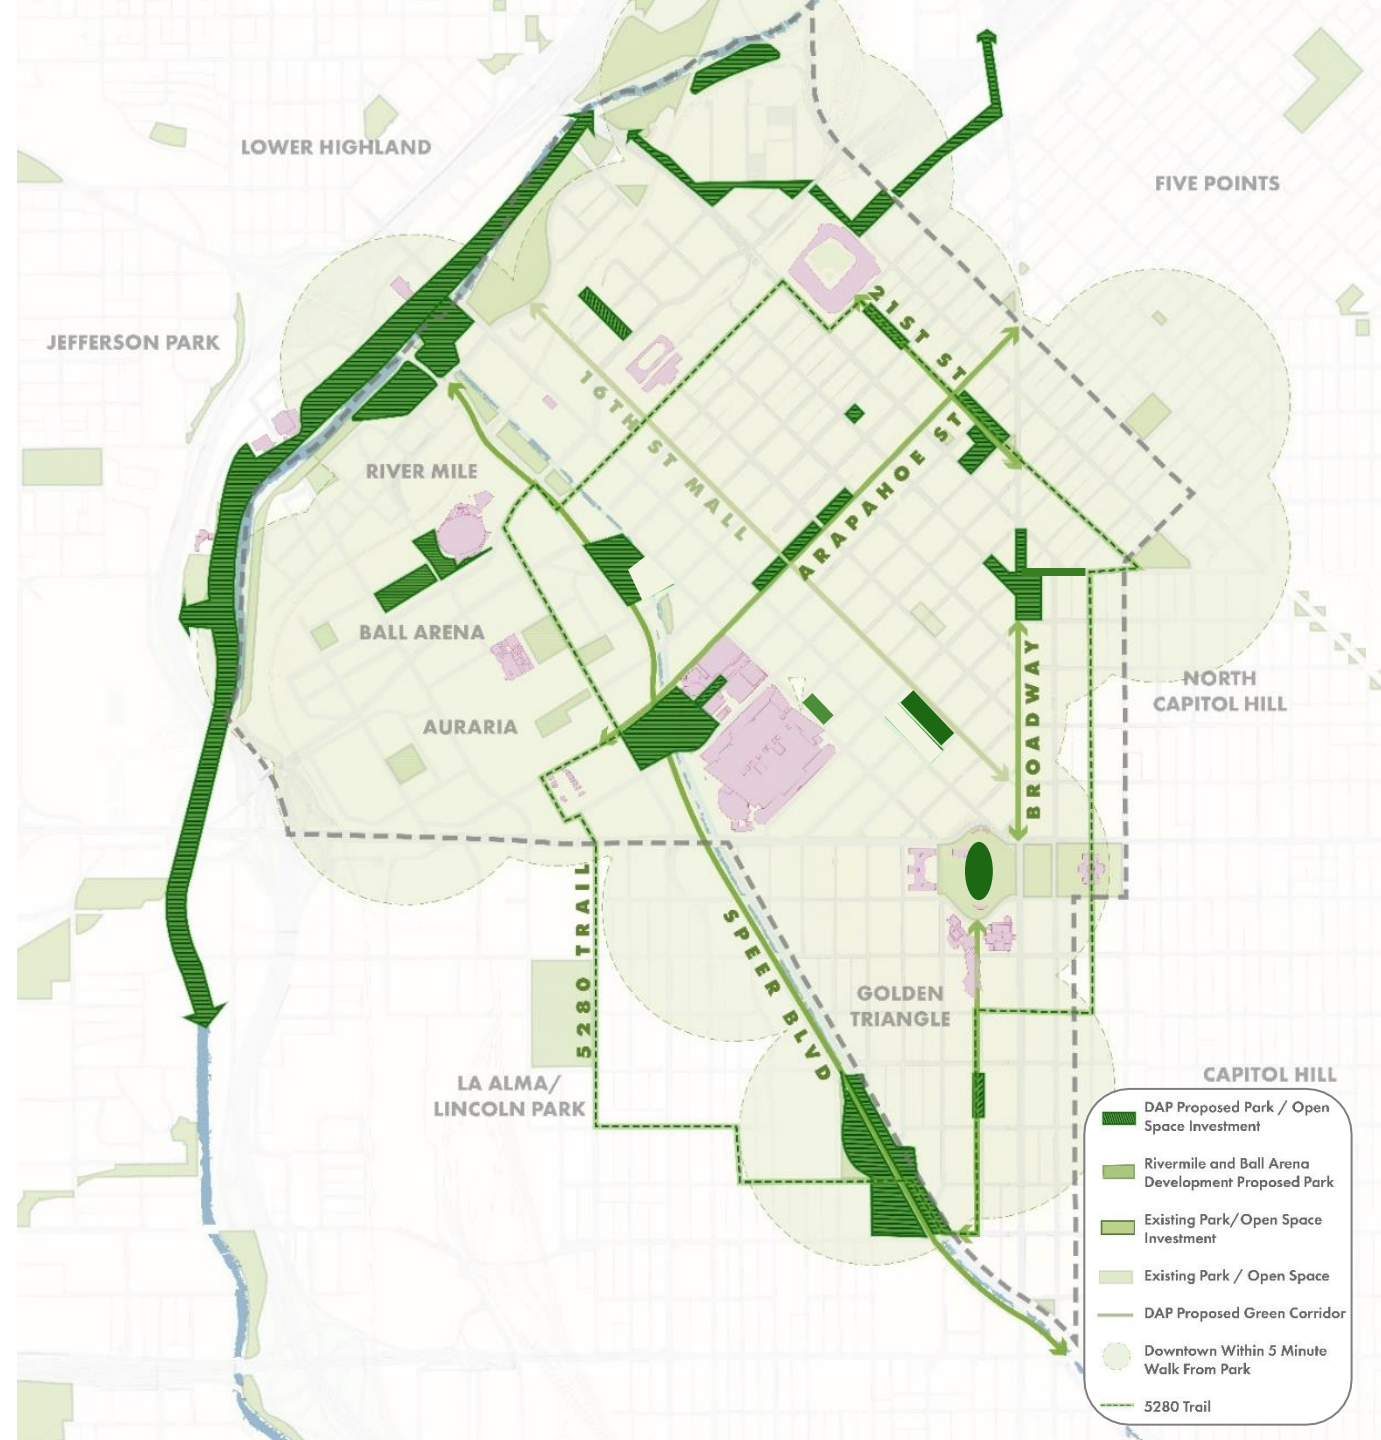 LOWER HIGHLAND
FIVE POINTS
JEFFERSON PARK
21ST ST
16TH ST MALL
ARAPAHOE ST
RIVER MILE
BALL ARENA
NORTH
CAPITOL HILL
AURARIA
BROADWAY
5280 TRAIL
SPEER BLVD
GOLDEN
TRIANGLE
LA ALMA/
LINCOLN PARK
CAPITOL HILL
DAP Proposed Park / Open
Space Investment
Rivermile and Ball Arena
Development Proposed Park
Existing Park/Open Space
Investment
Existing Park / Open Space
DAP Proposed Green Corridor
Downtown Within 5 Minute
Walk From Park
5280 Trail